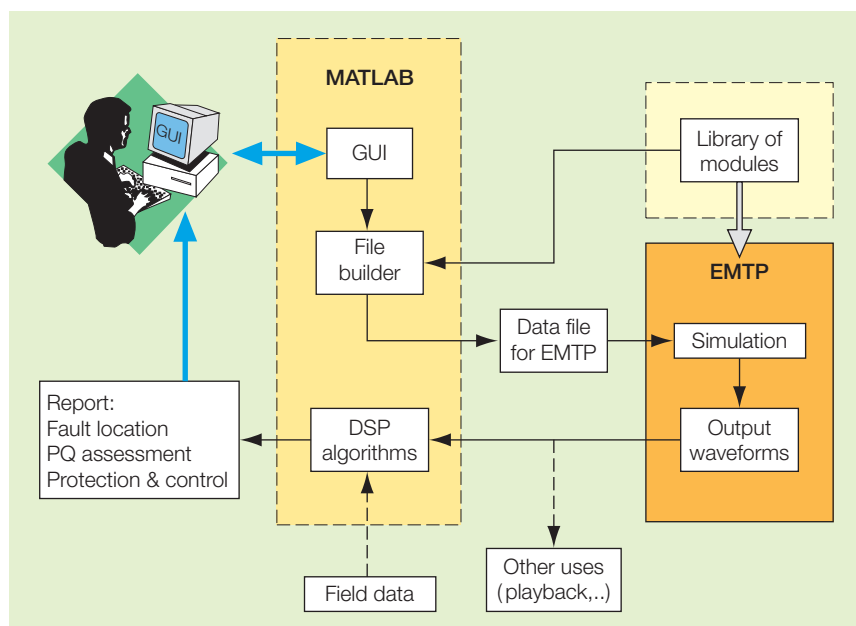 MATLAB
GUI
GUI
Library of
modules
File
builder
EMTP
Data file
for EMTP
Simulation
Report:
Fault location
PQ assessment
Protection & control
DSP
algorithms
Output
waveforms
Field data
Other uses
(playback,..)